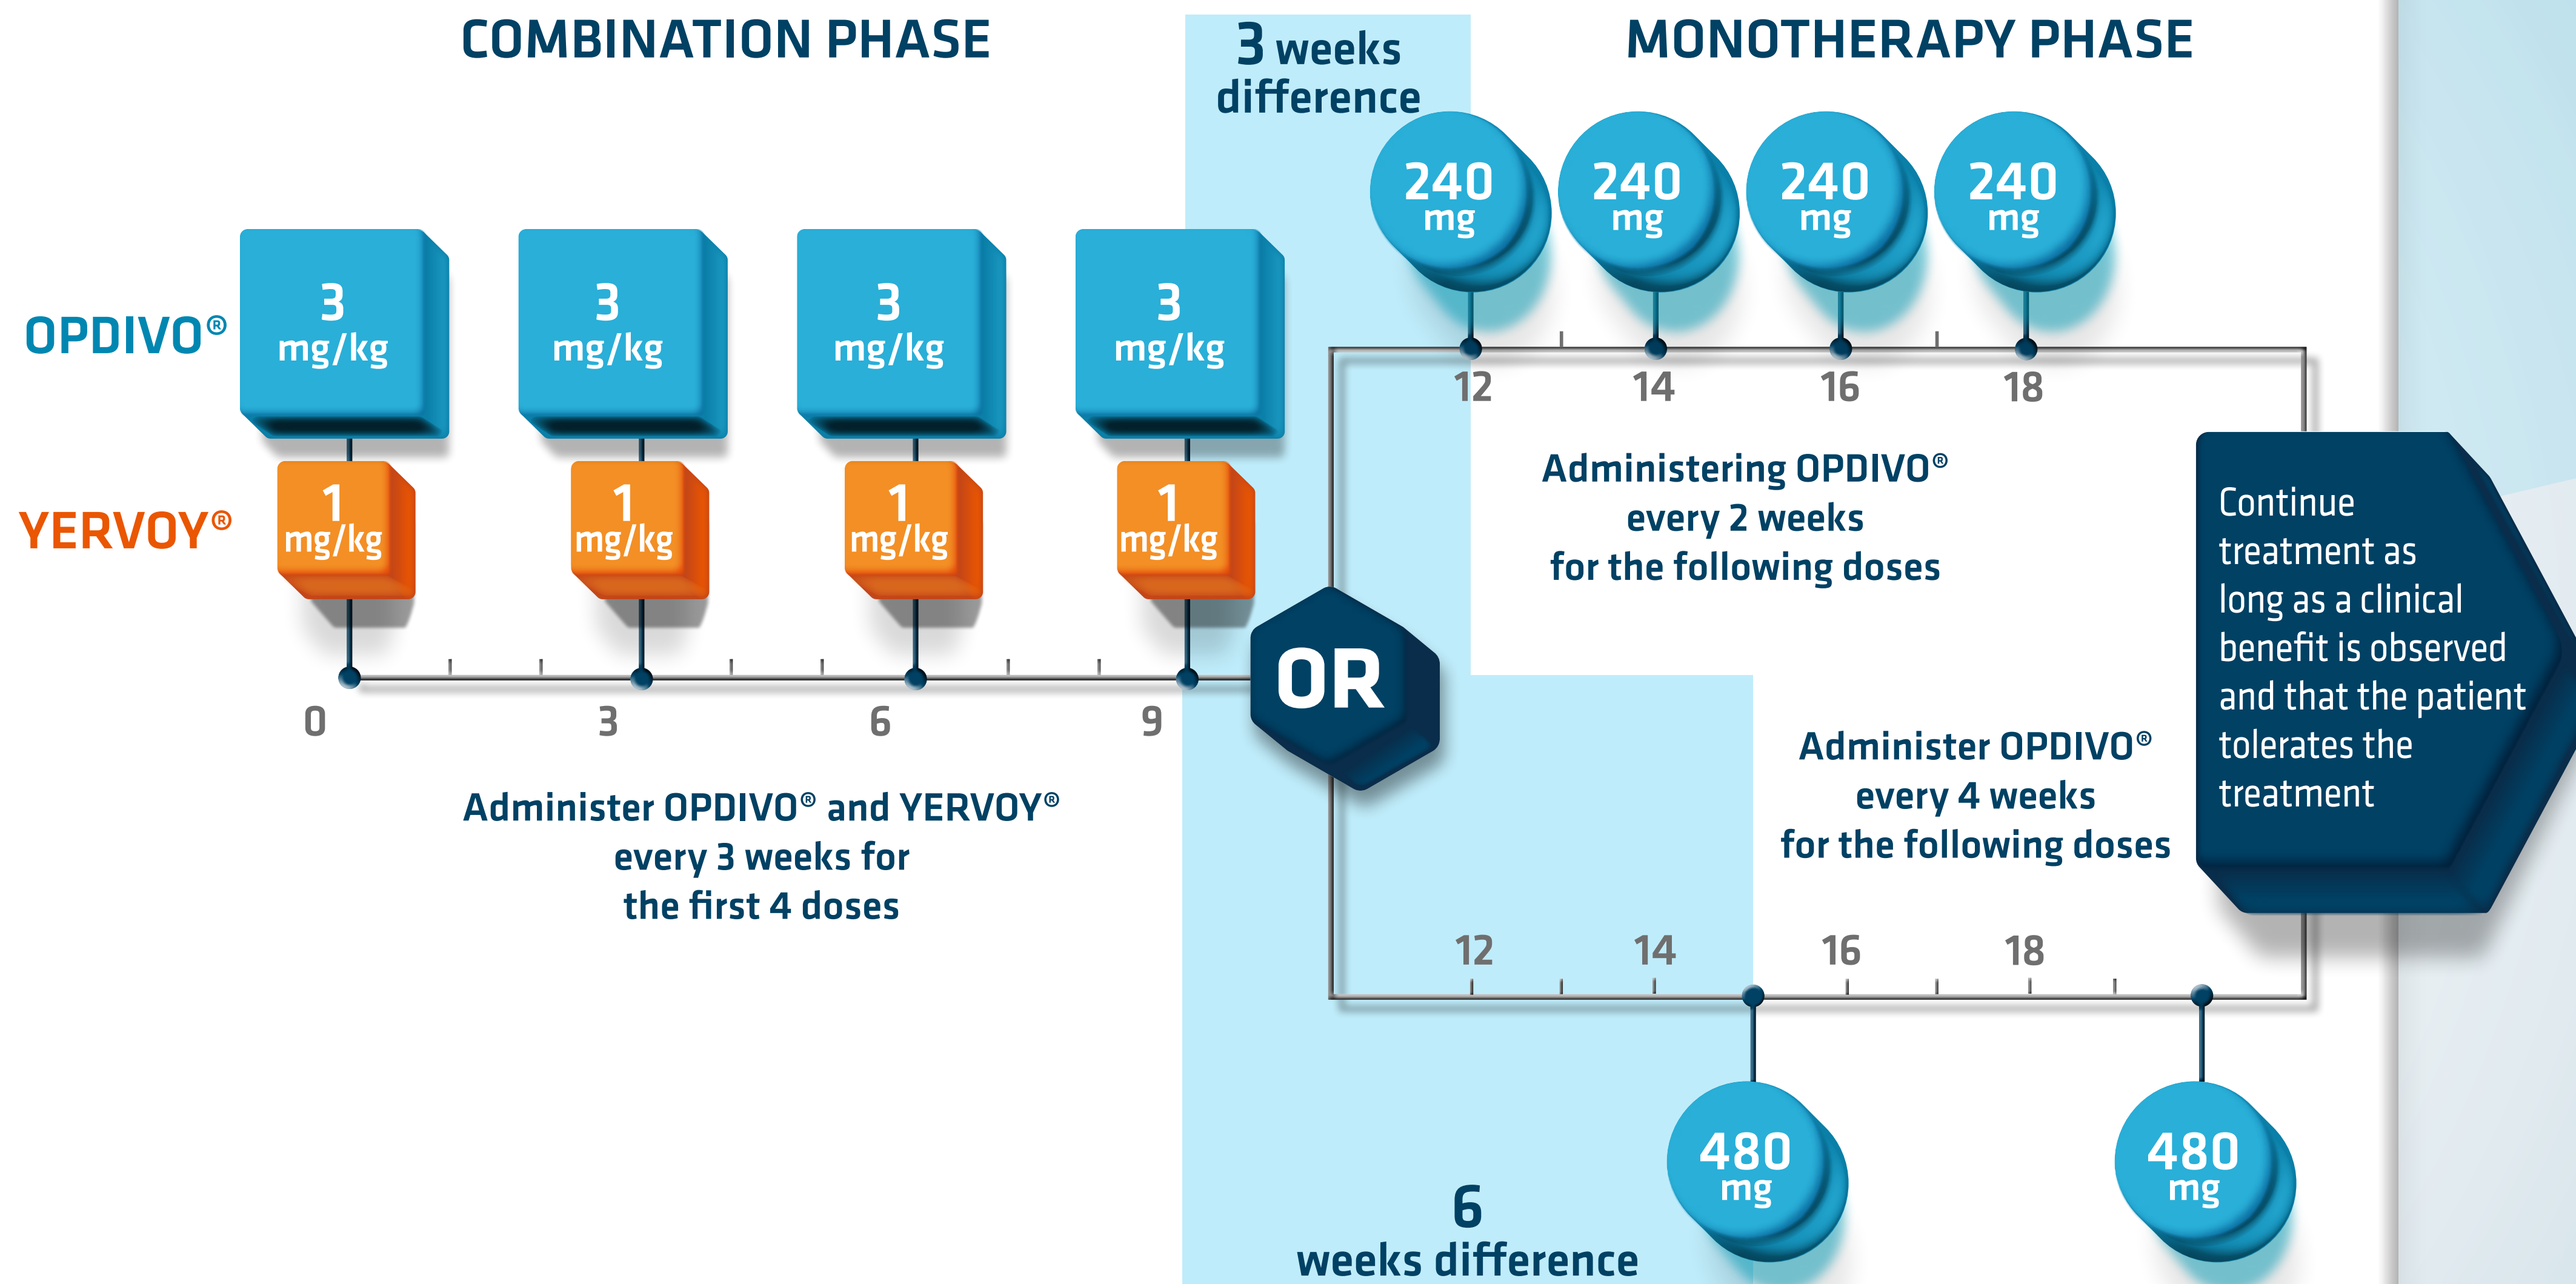 COMBINATION PHASE
3 weeks
difference
MONOTHERAPY PHASE
240
mg
240
mg
240
mg
240
mg
OPDIVO®
3
mg/kg
3
mg/kg
3
mg/kg
3
mg/kg
YERVOY®
1
mg/kg
1
mg/kg
1
mg/kg
1
mg/kg
0 3 6 9
Administer OPDIVO® and YERVOY®
every 3 weeks for
the first 4 doses
OR
12 14 16 18
Administering OPDIVO®
every 2 weeks
for the following doses
Administer OPDIVO®
every 4 weeks
for the following doses
12 14 16 18
480
mg
480
mg
6
weeks difference
Continue
treatment as
long as a clinical
benefit is observed
and that the patient
tolerates the
treatment